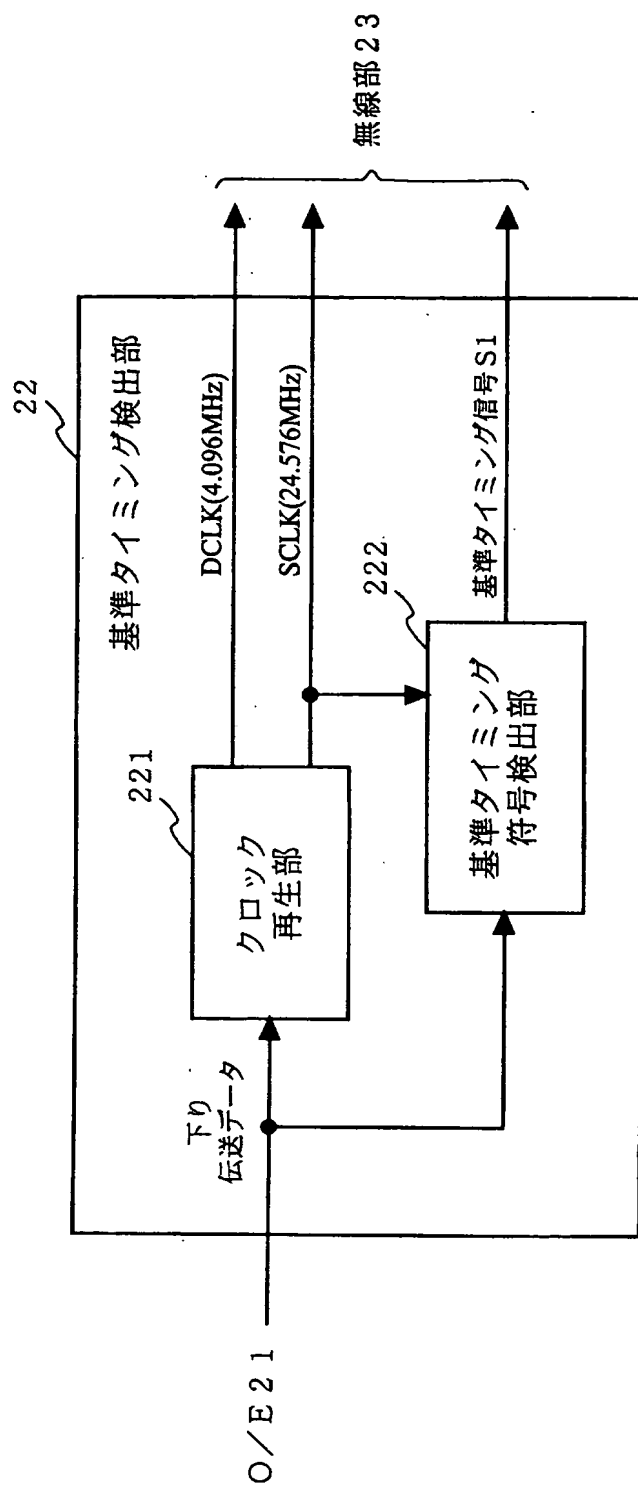 22
基準タイミング検出部
O/E21
下り
伝送データ
221
クロック
再生部
DCLK(4.096MHz)
SCLK(24.576MHz)
222
基準タイミング
符号検出部
基準タイミング信号S1
無線部23